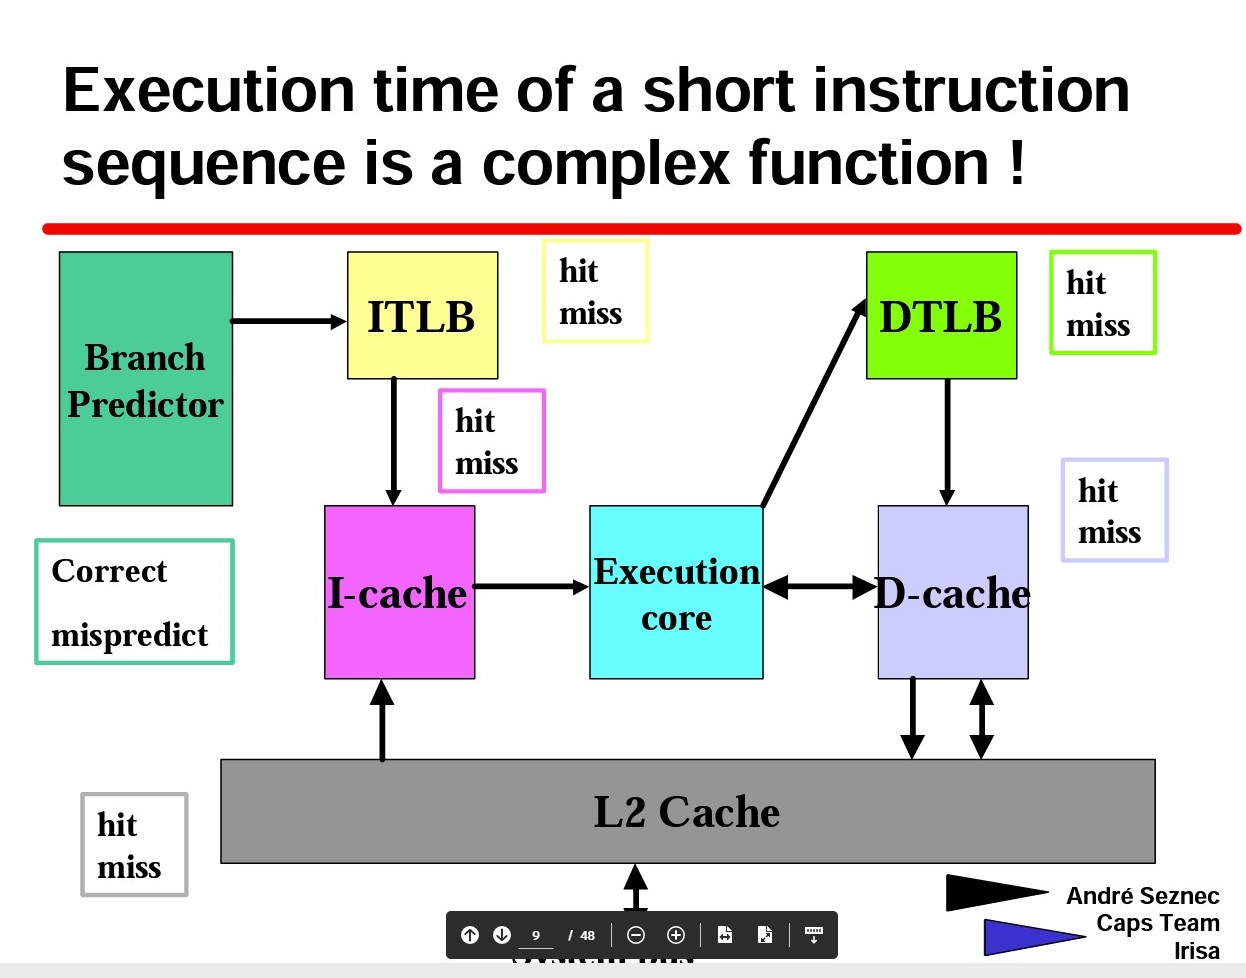 Execution time of a short instruction
sequence is a complex function !
Branch
Predictor
ITLB
hit
miss
DTLB
hit
miss
hit
miss
hit
miss
Correct
mispredict
I-cache
Execution
core
D-cache
L2 Cache
hit
miss
9 / 48
André Seznec
Caps Team
Irisa